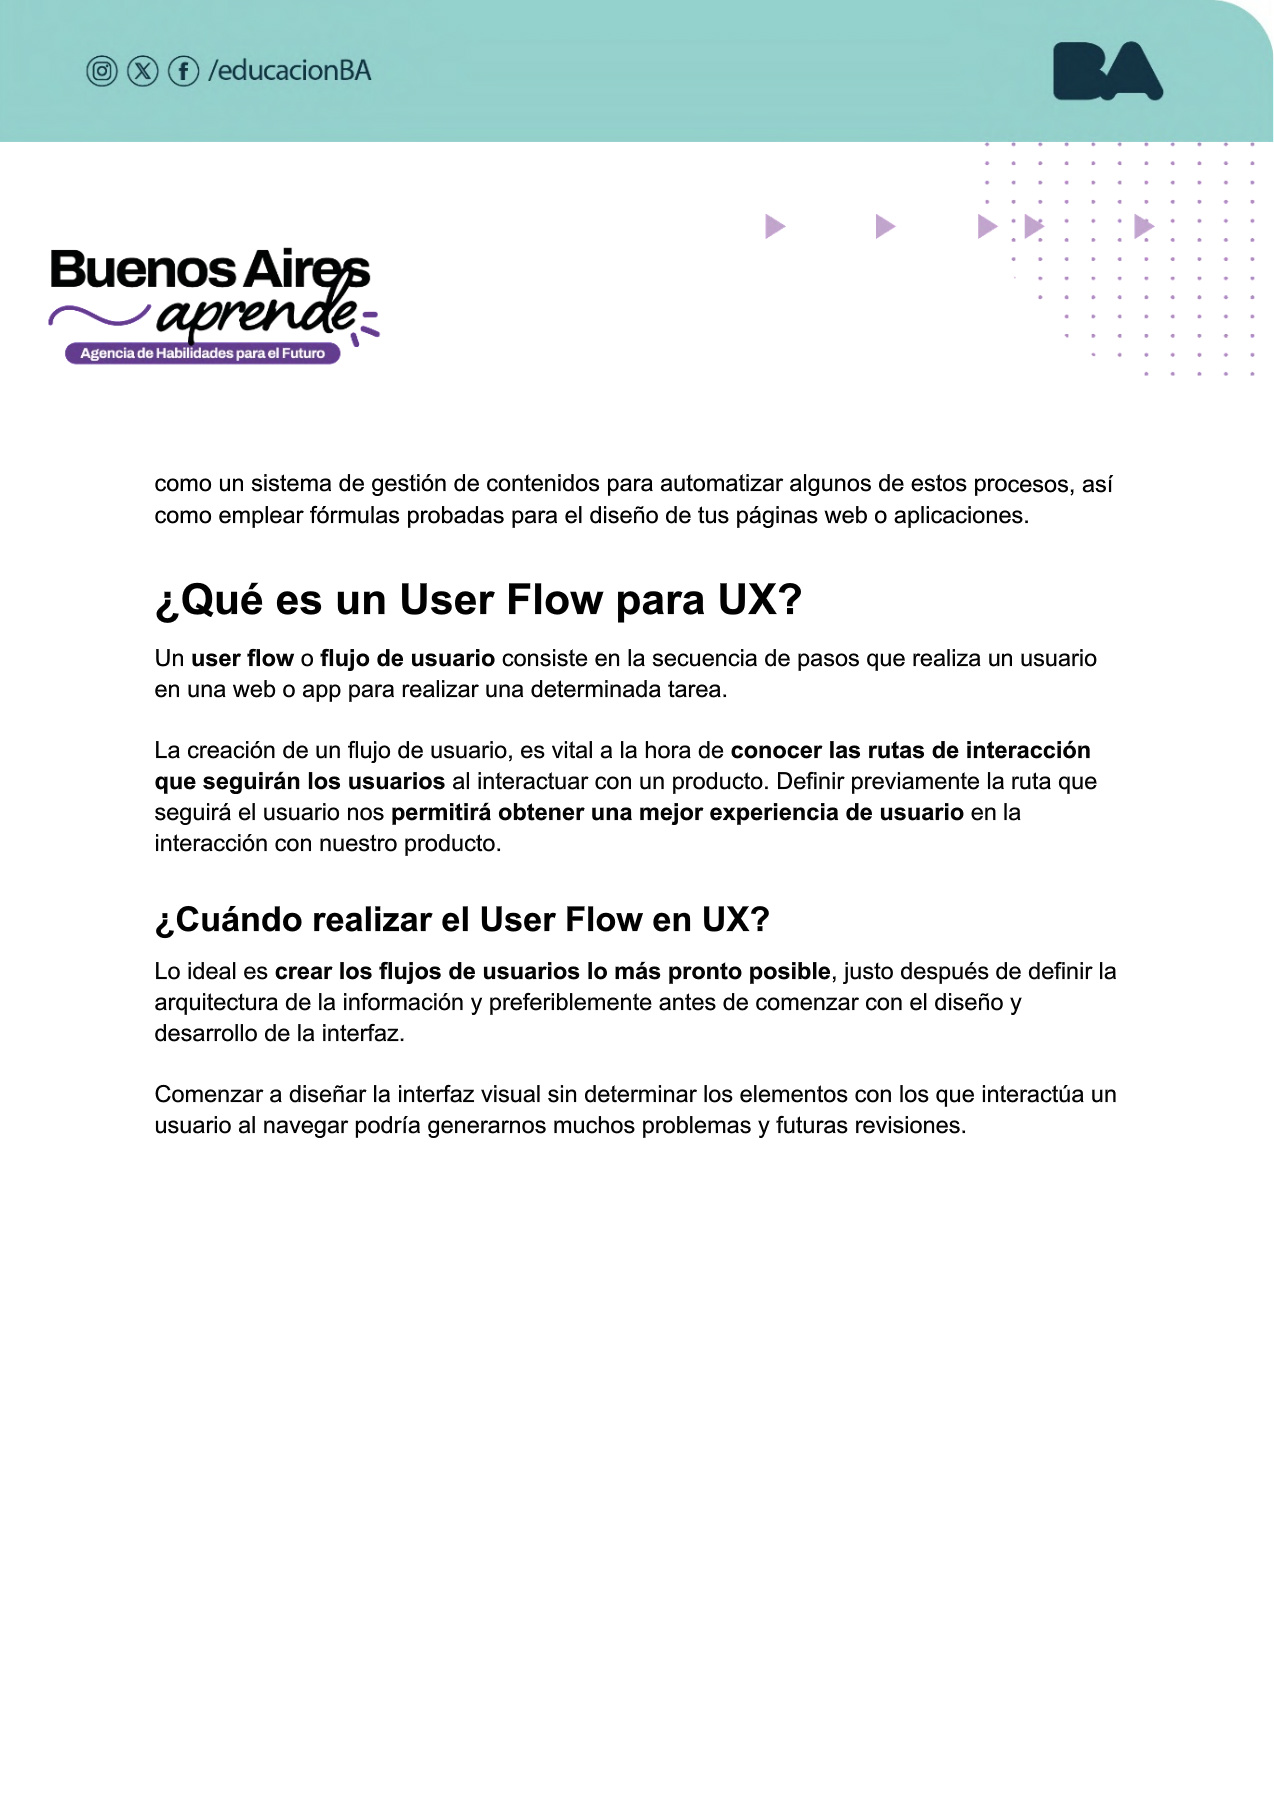 /educacionBA
BA
Buenos Aires
aprende
Agencia de Habilidades para el Futuro
como un sistema de gestión de contenidos para automatizar algunos de estos procesos, así
como emplear fórmulas probadas para el diseño de tus páginas web o aplicaciones.
¿Qué es un User Flow para UX?
Un user flow o flujo de usuario consiste en la secuencia de pasos que realiza un usuario
en una web o app para realizar una determinada tarea.
La creación de un flujo de usuario, es vital a la hora de conocer las rutas de interacción
que seguirán los usuarios al interactuar con un producto. Definir previamente la ruta que
seguirá el usuario nos permitirá obtener una mejor experiencia de usuario en la
interacción con nuestro producto.
¿Cuándo realizar el User Flow en UX?
Lo ideal es crear los flujos de usuarios lo más pronto posible, justo después de definir la
arquitectura de la información y preferiblemente antes de comenzar con el diseño y
desarrollo de la interfaz.
Comenzar a diseñar la interfaz visual sin determinar los elementos con los que interactúa un
usuario al navegar podría generarnos muchos problemas y futuras revisiones.